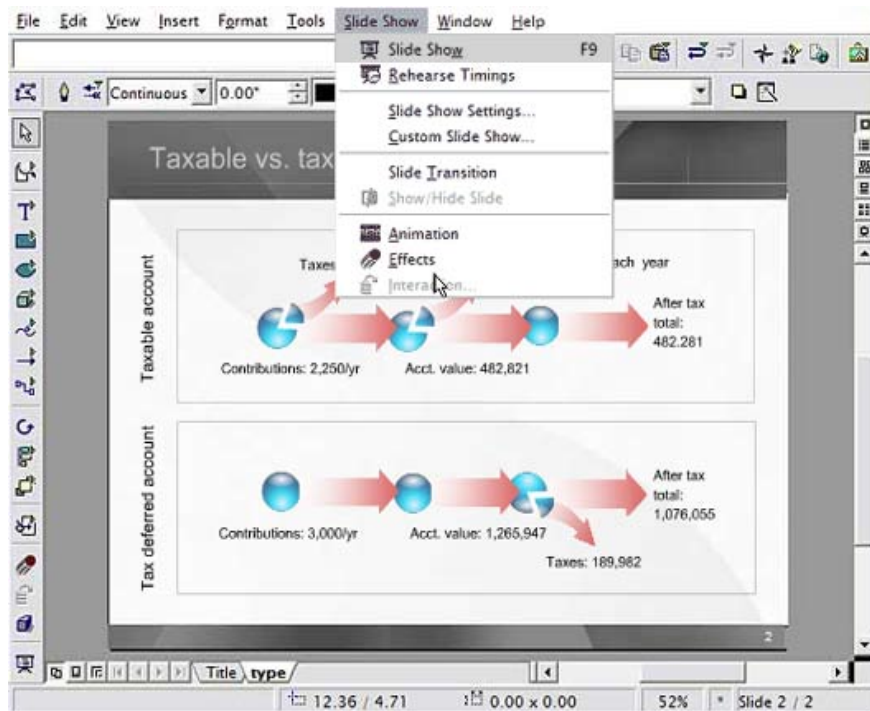 File Edit View Insert Format Tools Slide Show Window Help
Slide Show F9
Rehearse Timings
Continuous 0.00"
Slide Show Settings...
Custom Slide Show...
Slide Transition
Show/Hide Slide
Animation
Effects
Interaction...
Taxable vs. tax
Taxable account
Taxes
ach year
After tax
total:
482.281
Contributions: 2,250/yr
Acct. value: 482,821
Tax deferred account
After tax
total:
1,076,055
Contributions: 3,000/yr
Acct. value: 1,265,947
Taxes: 189,982
2
Title type
12.36 / 4.71 0.00 x 0.00 52% * Slide 2 / 2